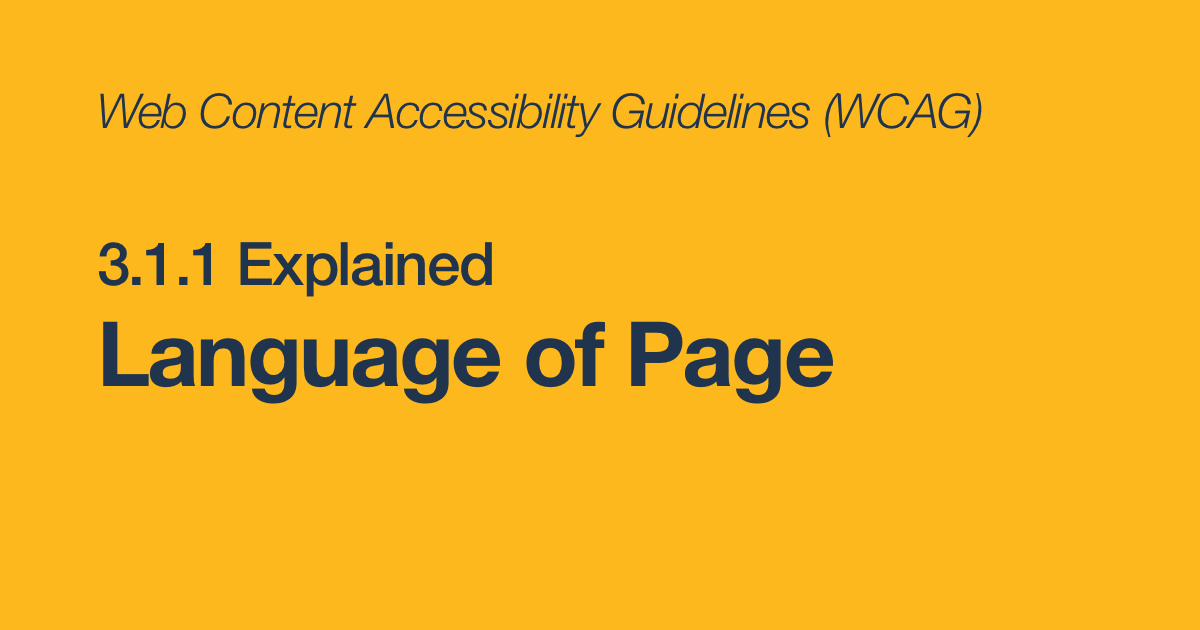 Web Content Accessibility Guidelines (WCAG)
3.1.1 Explained
Language of Page